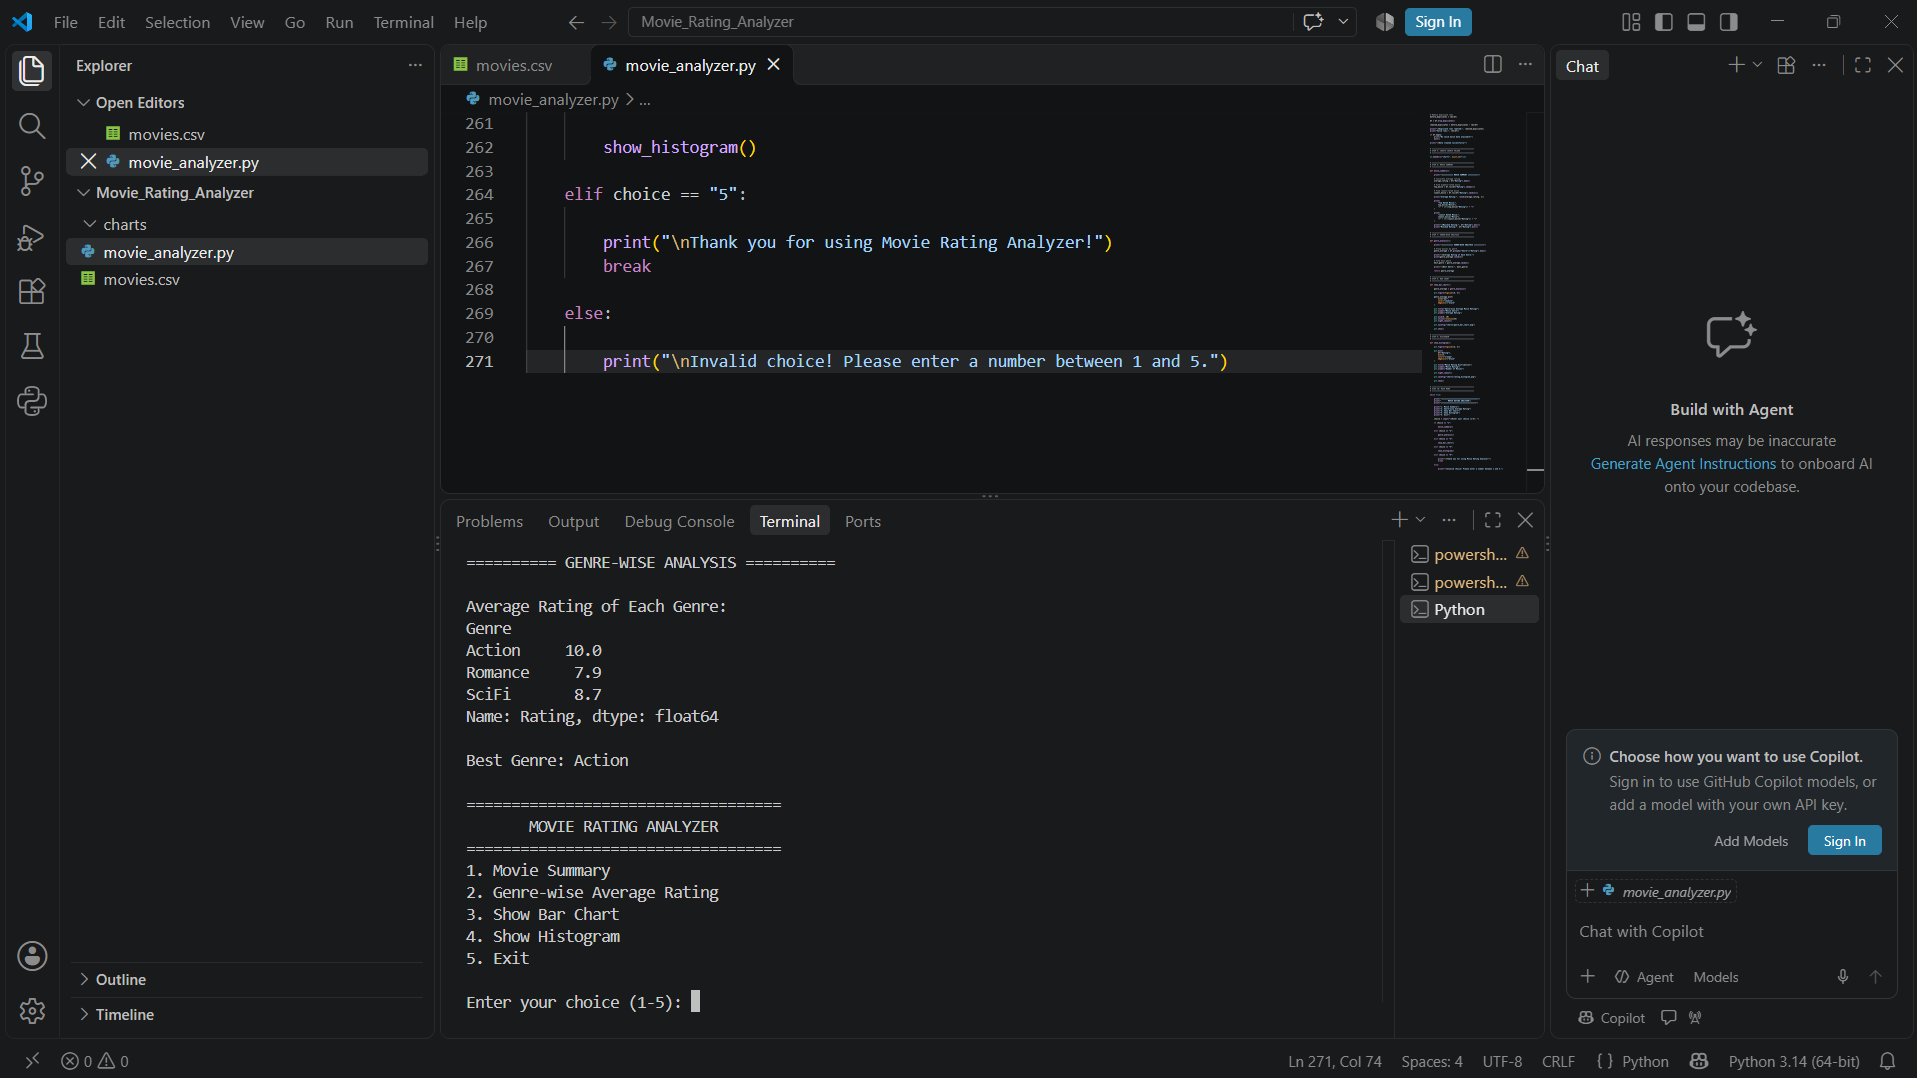 File Edit Selection View Go Run Terminal Help
Movie_Rating_Analyzer
Sign In
Explorer
Open Editors
movies.csv
movie_analyzer.py
Movie_Rating_Analyzer
charts
movie_analyzer.py
movies.csv
Outline
Timeline
movies.csv
movie_analyzer.py
movie_analyzer.py > ...
261
262 show_histogram()
263
264 elif choice == "5":
265
266 print("\nThank you for using Movie Rating Analyzer!")
267 break
268
269 else:
270
271 print("\nInvalid choice! Please enter a number between 1 and 5.")
Problems Output Debug Console Terminal Ports
========== GENRE-WISE ANALYSIS ==========
Average Rating of Each Genre:
Genre
Action 10.0
Romance 7.9
SciFi 8.7
Name: Rating, dtype: float64
Best Genre: Action
===================================
MOVIE RATING ANALYZER
===================================
1. Movie Summary
2. Genre-wise Average Rating
3. Show Bar Chart
4. Show Histogram
5. Exit
Enter your choice (1-5):
powersh...
powersh...
Python
Chat
Build with Agent
AI responses may be inaccurate
Generate Agent Instructions to onboard AI
onto your codebase.
Choose how you want to use Copilot.
Sign in to use GitHub Copilot models, or
add a model with your own API key.
Add Models Sign In
movie_analyzer.py
Chat with Copilot
Agent Models
Copilot
0 0
Ln 271, Col 74 Spaces: 4 UTF-8 CRLF { } Python Python 3.14 (64-bit)